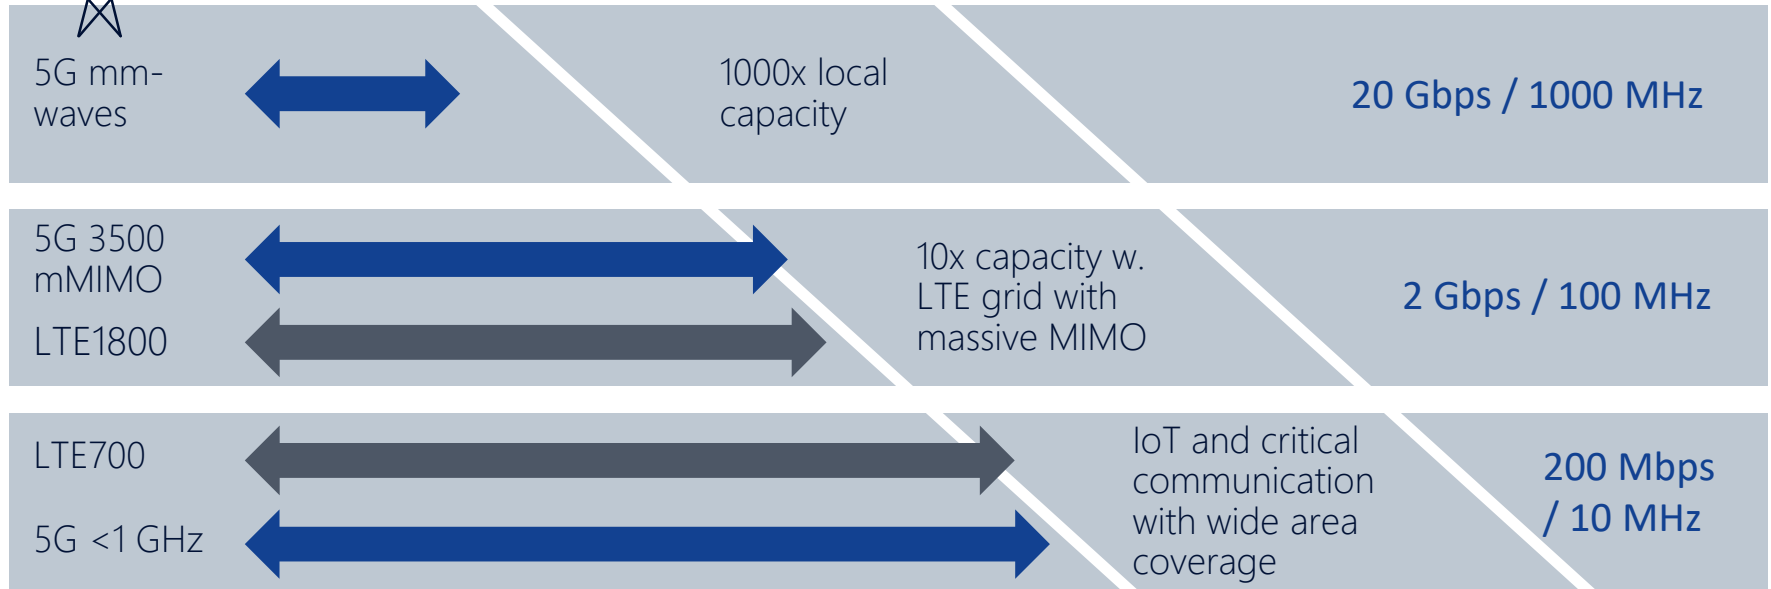 5G mm-
waves
1000x local
capacity
20 Gbps / 1000 MHz
5G 3500
mMIMO
LTE1800
10x capacity w.
LTE grid with
massive MIMO
2 Gbps / 100 MHz
LTE700
5G <1 GHz
IoT and critical
communication
with wide area
coverage
200 Mbps
/ 10 MHz